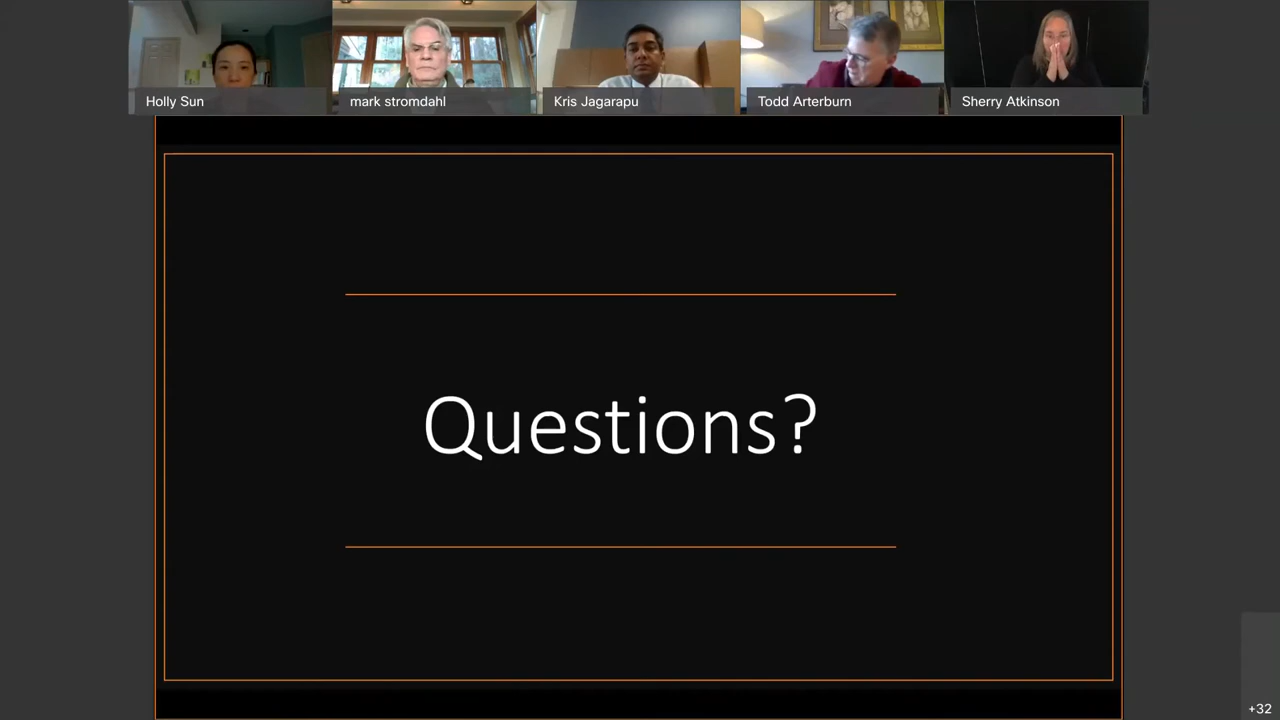 Holly Sun
mark stromdahl
Kris Jagarapu
Todd Arterburn
Sherry Atkinson
Questions?
+32